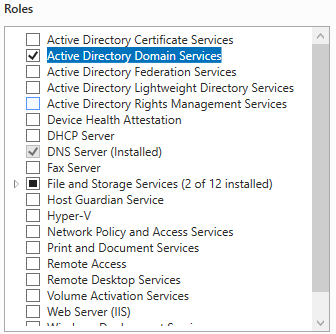 Roles
Active Directory Certificate Services
Active Directory Domain Services
Active Directory Federation Services
Active Directory Lightweight Directory Services
Active Directory Rights Management Services
Device Health Attestation
DHCP Server
DNS Server (Installed)
Fax Server
File and Storage Services (2 of 12 installed)
Host Guardian Service
Hyper-V
Network Policy and Access Services
Print and Document Services
Remote Access
Remote Desktop Services
Volume Activation Services
Web Server (IIS)